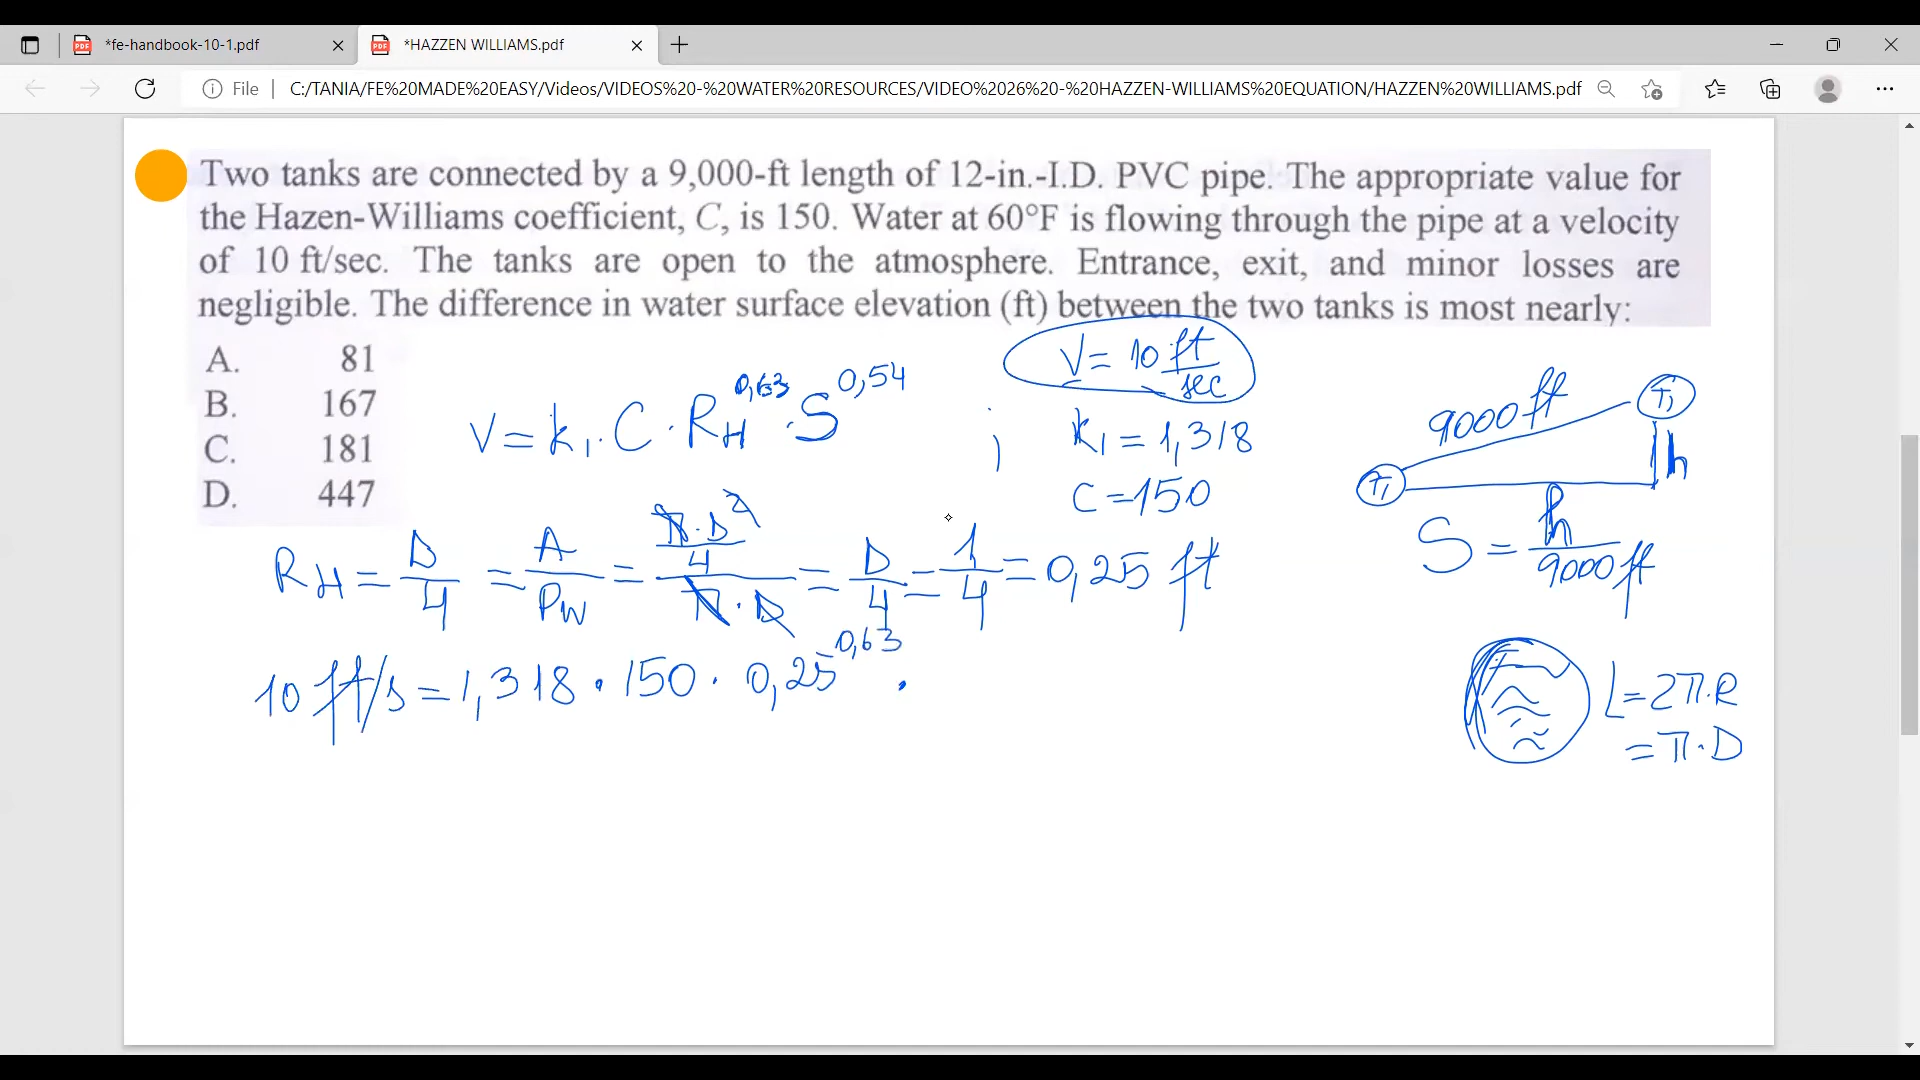 *fe-handbook-10-1.pdf
*HAZZEN WILLIAMS.pdf
File
C:/TANIA/FE%20MADE%20EASY/Videos/VIDEOS%20-%20WATER%20RESOURCES/VIDEO%2026%20-%20HAZZEN-WILLIAMS%20EQUATION/HAZZEN%20WILLIAMS.pdf
Two tanks are connected by a 9,000-ft length of 12-in.-I.D. PVC pipe. The appropriate value for
the Hazen-Williams coefficient, C, is 150. Water at 60°F is flowing through the pipe at a velocity
of 10 ft/sec. The tanks are open to the atmosphere. Entrance, exit, and minor losses are
negligible. The difference in water surface elevation (ft) between the two tanks is most nearly:
A. 81
B. 167
C. 181
D. 447
V = k₁ · C · R_H^0,63 · S^0,54 ;
V = 10 ft/sec
k₁ = 1,318
C = 150
9000 ft
T₁
h
T₁
S = h/9000 ft
R_H = D/4 = A/Pw = (π · D²/4)/(π · D) = D/4 = 1/4 = 0,25 ft
10 ft/s = 1,318 · 150 · 0,25^0,63 ·
L = 2π·R
= π·D